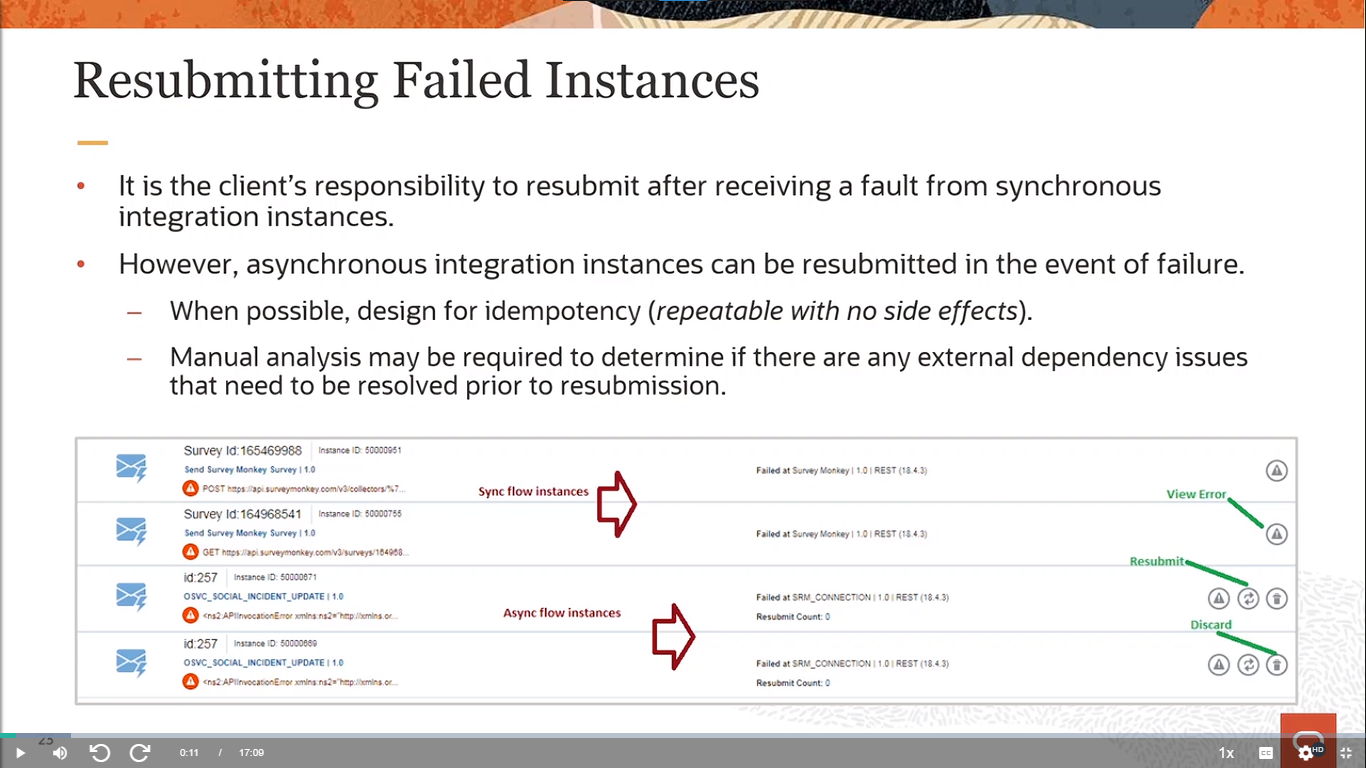 Resubmitting Failed Instances
• It is the client’s responsibility to resubmit after receiving a fault from synchronous
integration instances.
• However, asynchronous integration instances can be resubmitted in the event of failure.
– When possible, design for idempotency (repeatable with no side effects).
– Manual analysis may be required to determine if there are any external dependency issues
that need to be resolved prior to resubmission.
Survey Id:165469988 Instance ID: 50000951
Send Survey Monkey Survey | 1.0
Failed at Survey Monkey | 1.0 | REST (18.4.3)
POST https://api.surveymonkey.com/v3/collectors/%7...
Sync flow instances
View Error
Survey Id:164968541 Instance ID: 50000755
Send Survey Monkey Survey | 1.0
Failed at Survey Monkey | 1.0 | REST (18.4.3)
GET https://api.surveymonkey.com/v3/surveys/164968...
Resubmit
id:257 Instance ID: 50000671
OSVC_SOCIAL_INCIDENT_UPDATE | 1.0
Failed at SRM_CONNECTION | 1.0 | REST (18.4.3)
<ns2:APIInvocationError xmlns:ns2="http://xmlns.or...
Async flow instances
Resubmit Count: 0
Discard
id:257 Instance ID: 50000669
OSVC_SOCIAL_INCIDENT_UPDATE | 1.0
Failed at SRM_CONNECTION | 1.0 | REST (18.4.3)
<ns2:APIInvocationError xmlns:ns2="http://xmlns.or...
Resubmit Count: 0
23
0:11 / 17:09
1x
CC
HD